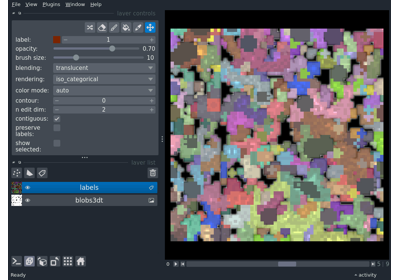 File View Plugins Window Help
layer controls
label: 1
opacity: 0.70
brush size: 10
blending: translucent
rendering: iso_categorical
color mode: auto
contour: 0
n edit dim: 2
contiguous:
preserve
labels:
show
selected:
layer list
labels
blobs3dt
Ready
activity